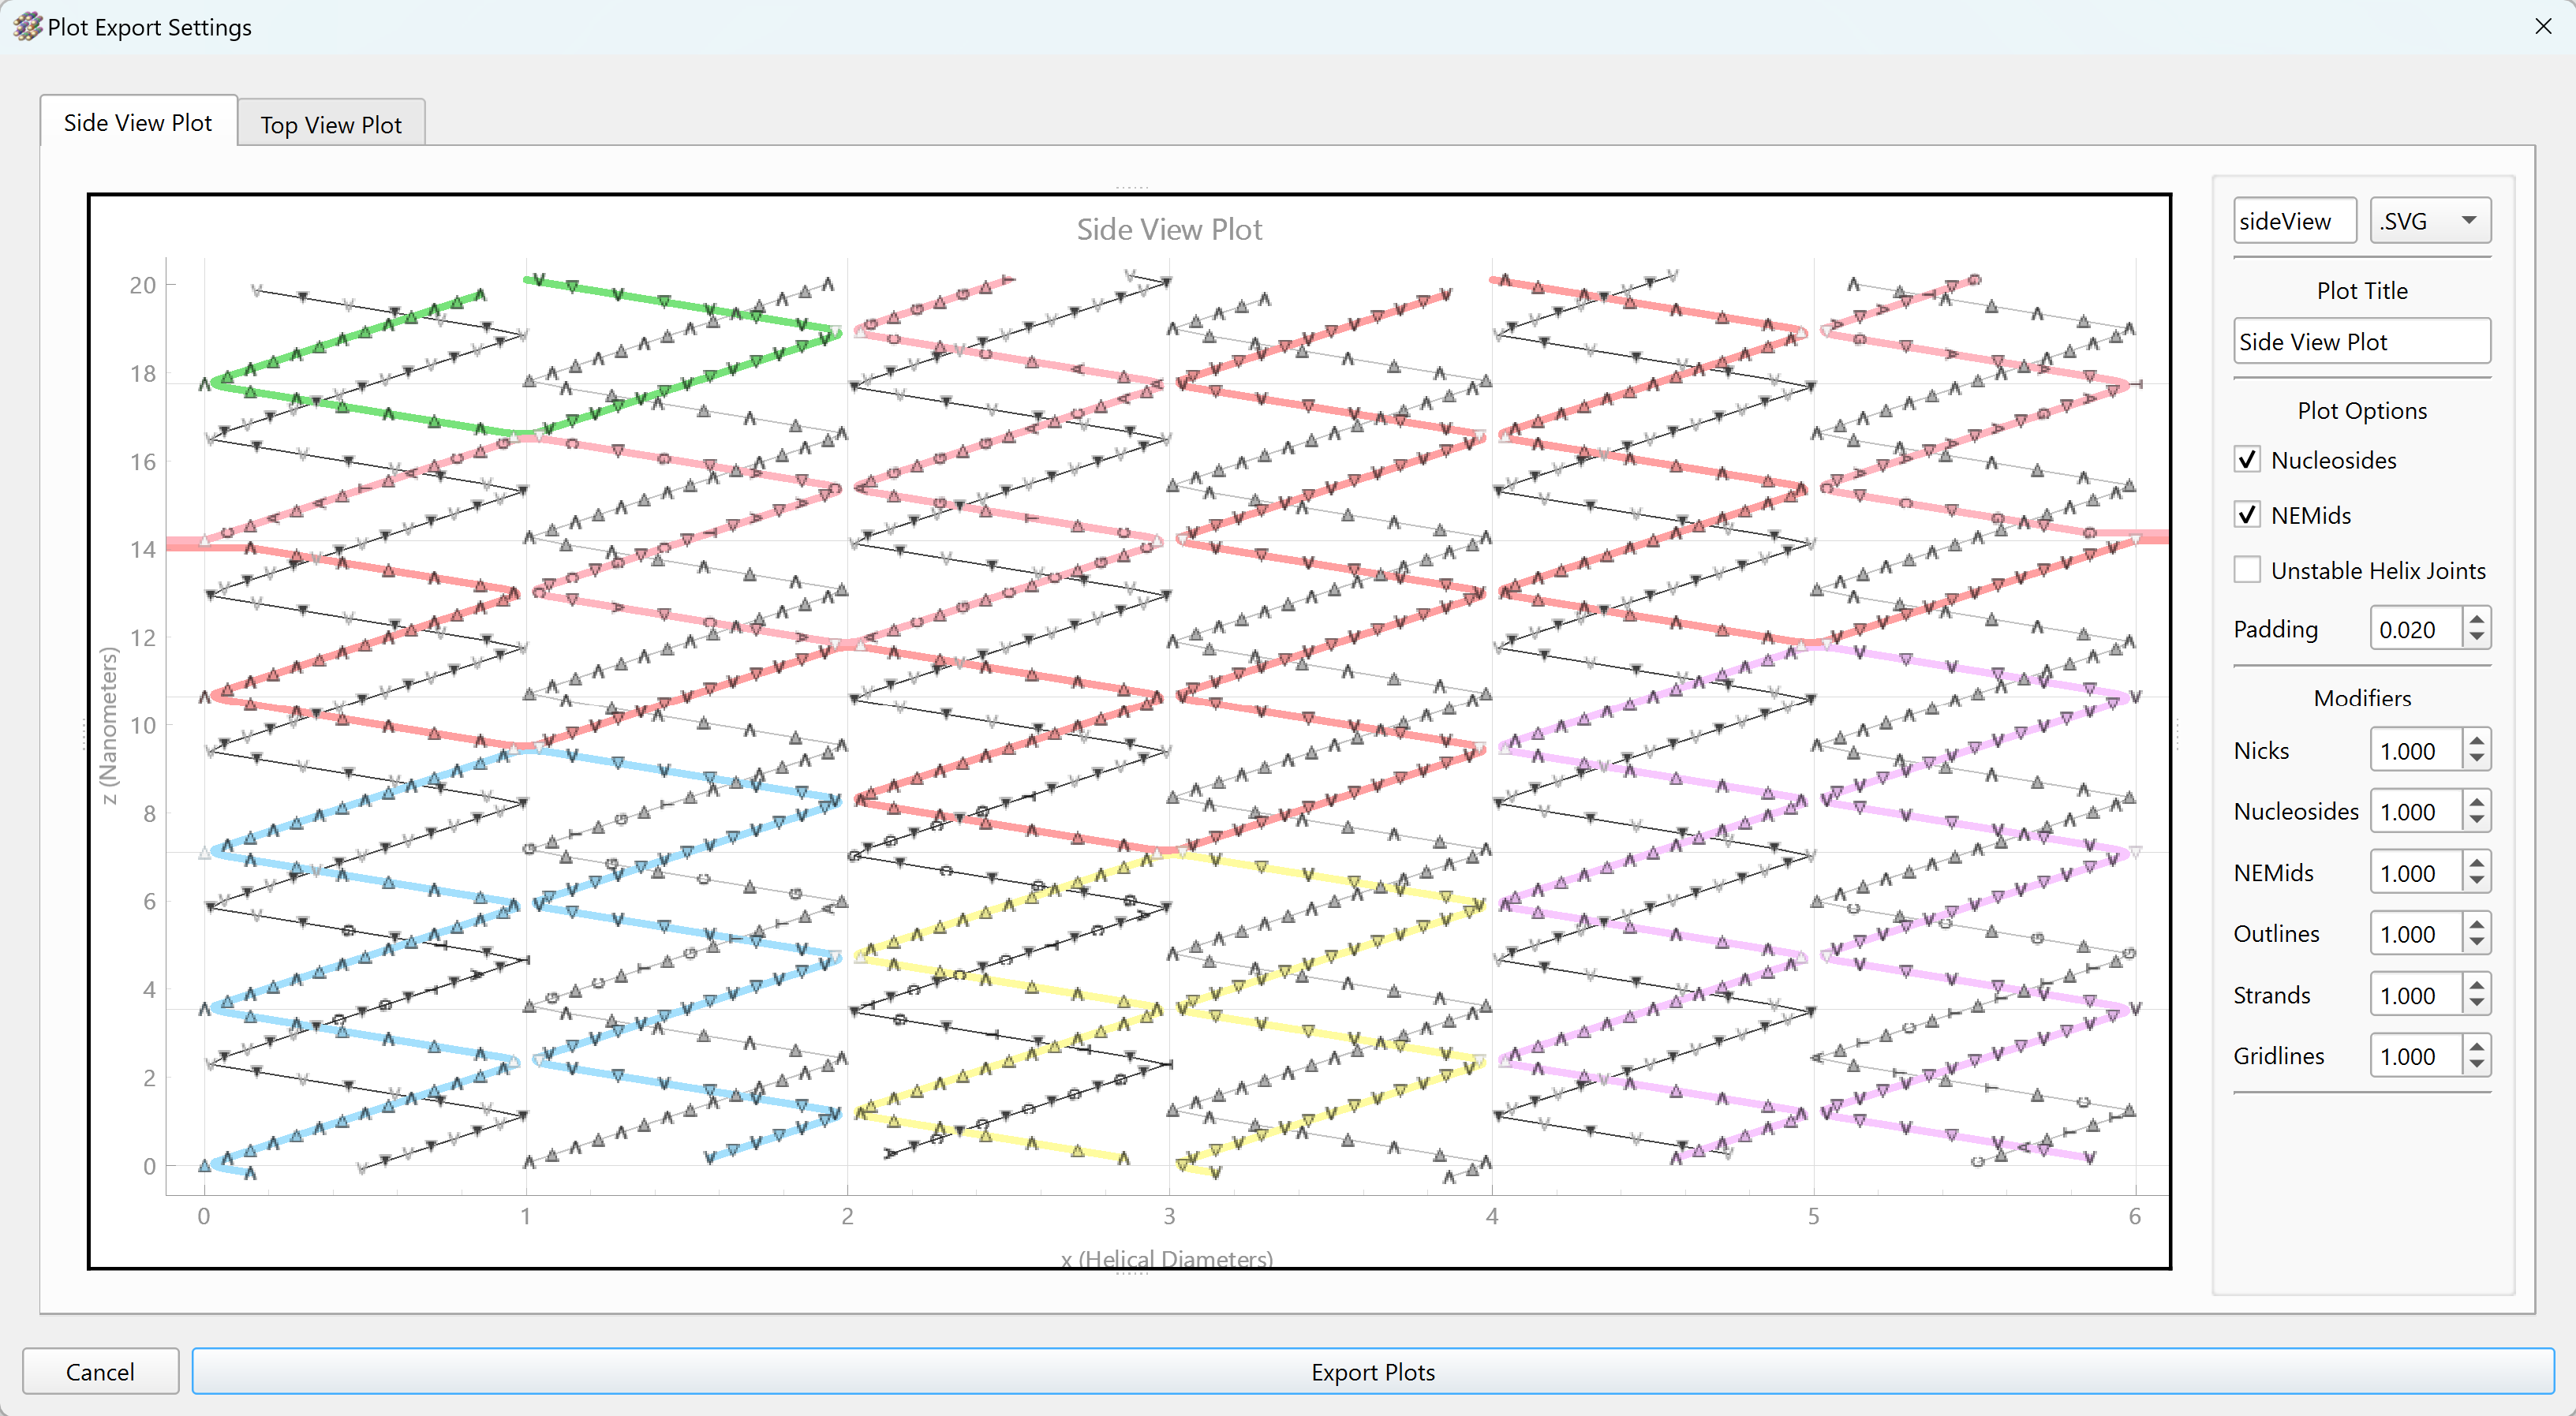 Plot Export Settings
Side View Plot
Top View Plot
Side View Plot
20
18
16
14
12
10
8
6
4
2
0
z (Nanometers)
0 1 2 3 4 5 6
x (Helical Diameters)
sideView
.SVG
Plot Title
Side View Plot
Plot Options
Nucleosides
NEMids
Unstable Helix Joints
Padding 0.020
Modifiers
Nicks 1.000
Nucleosides 1.000
NEMids 1.000
Outlines 1.000
Strands 1.000
Gridlines 1.000
Cancel
Export Plots